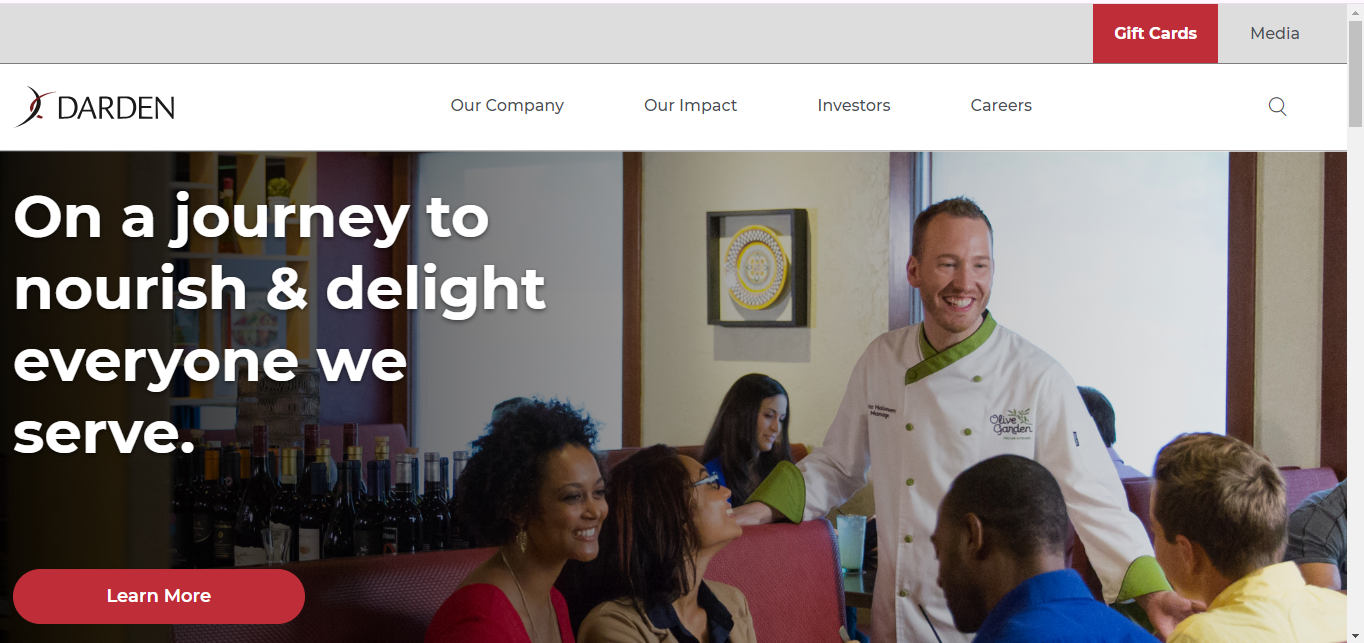 Gift Cards
Media
DARDEN
Our Company
Our Impact
Investors
Careers
On a journey to
nourish & delight
everyone we
serve.
Olive
Garden
Learn More